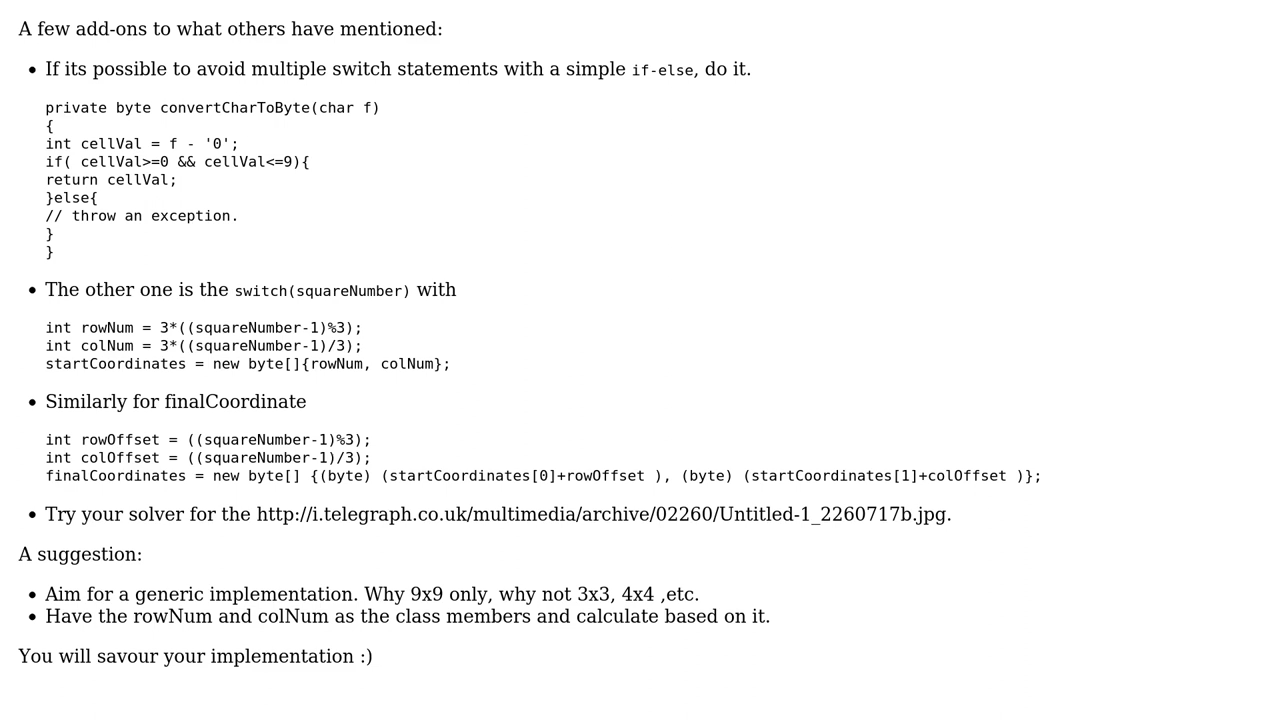 A few add-ons to what others have mentioned:
• If its possible to avoid multiple switch statements with a simple if-else, do it.
private byte convertCharToByte(char f)
{
int cellVal = f - '0';
if( cellVal>=0 && cellVal<=9){
return cellVal;
}else{
// throw an exception.
}
}
• The other one is the switch(squareNumber) with
int rowNum = 3*((squareNumber-1)%3);
int colNum = 3*((squareNumber-1)/3);
startCoordinates = new byte[]{rowNum, colNum};
• Similarly for finalCoordinate
int rowOffset = ((squareNumber-1)%3);
int colOffset = ((squareNumber-1)/3);
finalCoordinates = new byte[] {(byte) (startCoordinates[0]+rowOffset ), (byte) (startCoordinates[1]+colOffset )};
• Try your solver for the http://i.telegraph.co.uk/multimedia/archive/02260/Untitled-1_2260717b.jpg.
A suggestion:
• Aim for a generic implementation. Why 9x9 only, why not 3x3, 4x4 ,etc.
• Have the rowNum and colNum as the class members and calculate based on it.
You will savour your implementation :)